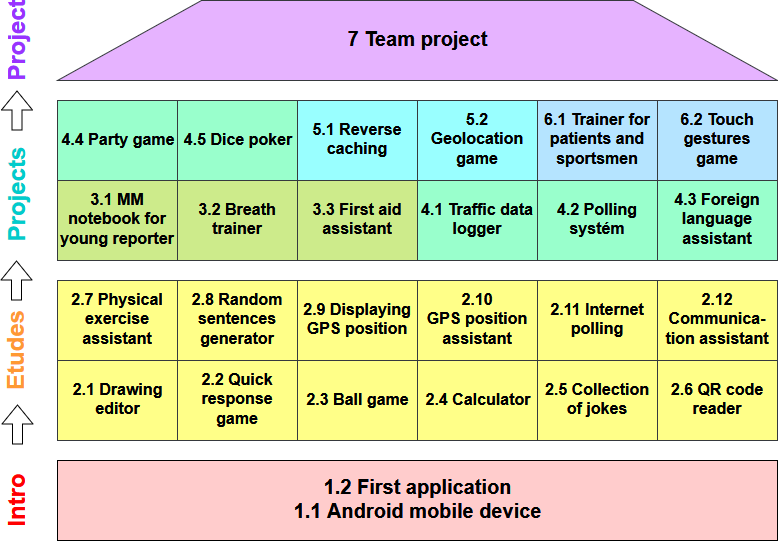 Project
7 Team project
Projects
4.4 Party game
4.5 Dice poker
5.1 Reverse
caching
5.2
Geolocation
game
6.1 Trainer for
patients and
sportsmen
6.2 Touch
gestures
game
3.1 MM
notebook for
young reporter
3.2 Breath
trainer
3.3 First aid
assistant
4.1 Traffic data
logger
4.2 Polling
systém
4.3 Foreign
language
assistant
Etudes
2.7 Physical
exercise
assistant
2.8 Random
sentences
generator
2.9 Displaying
GPS position
2.10
GPS position
assistant
2.11 Internet
polling
2.12
Communica-
tion assistant
2.1 Drawing
editor
2.2 Quick
response
game
2.3 Ball game
2.4 Calculator
2.5 Collection
of jokes
2.6 QR code
reader
Intro
1.2 First application
1.1 Android mobile device